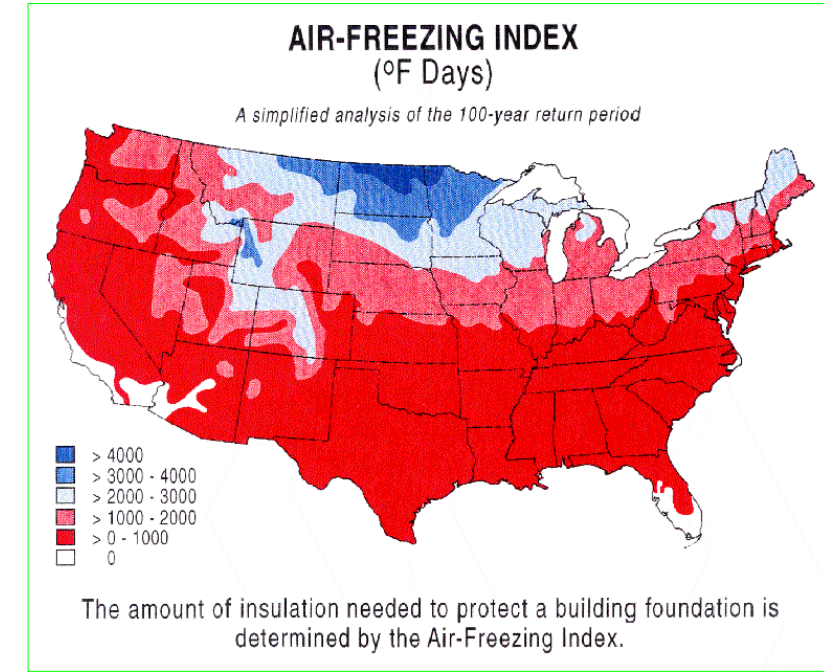 AIR-FREEZING INDEX
(ºF Days)
A simplified analysis of the 100-year return period
> 4000
> 3000 - 4000
> 2000 - 3000
> 1000 - 2000
> 0 - 1000
0
The amount of insulation needed to protect a building foundation is
determined by the Air-Freezing Index.